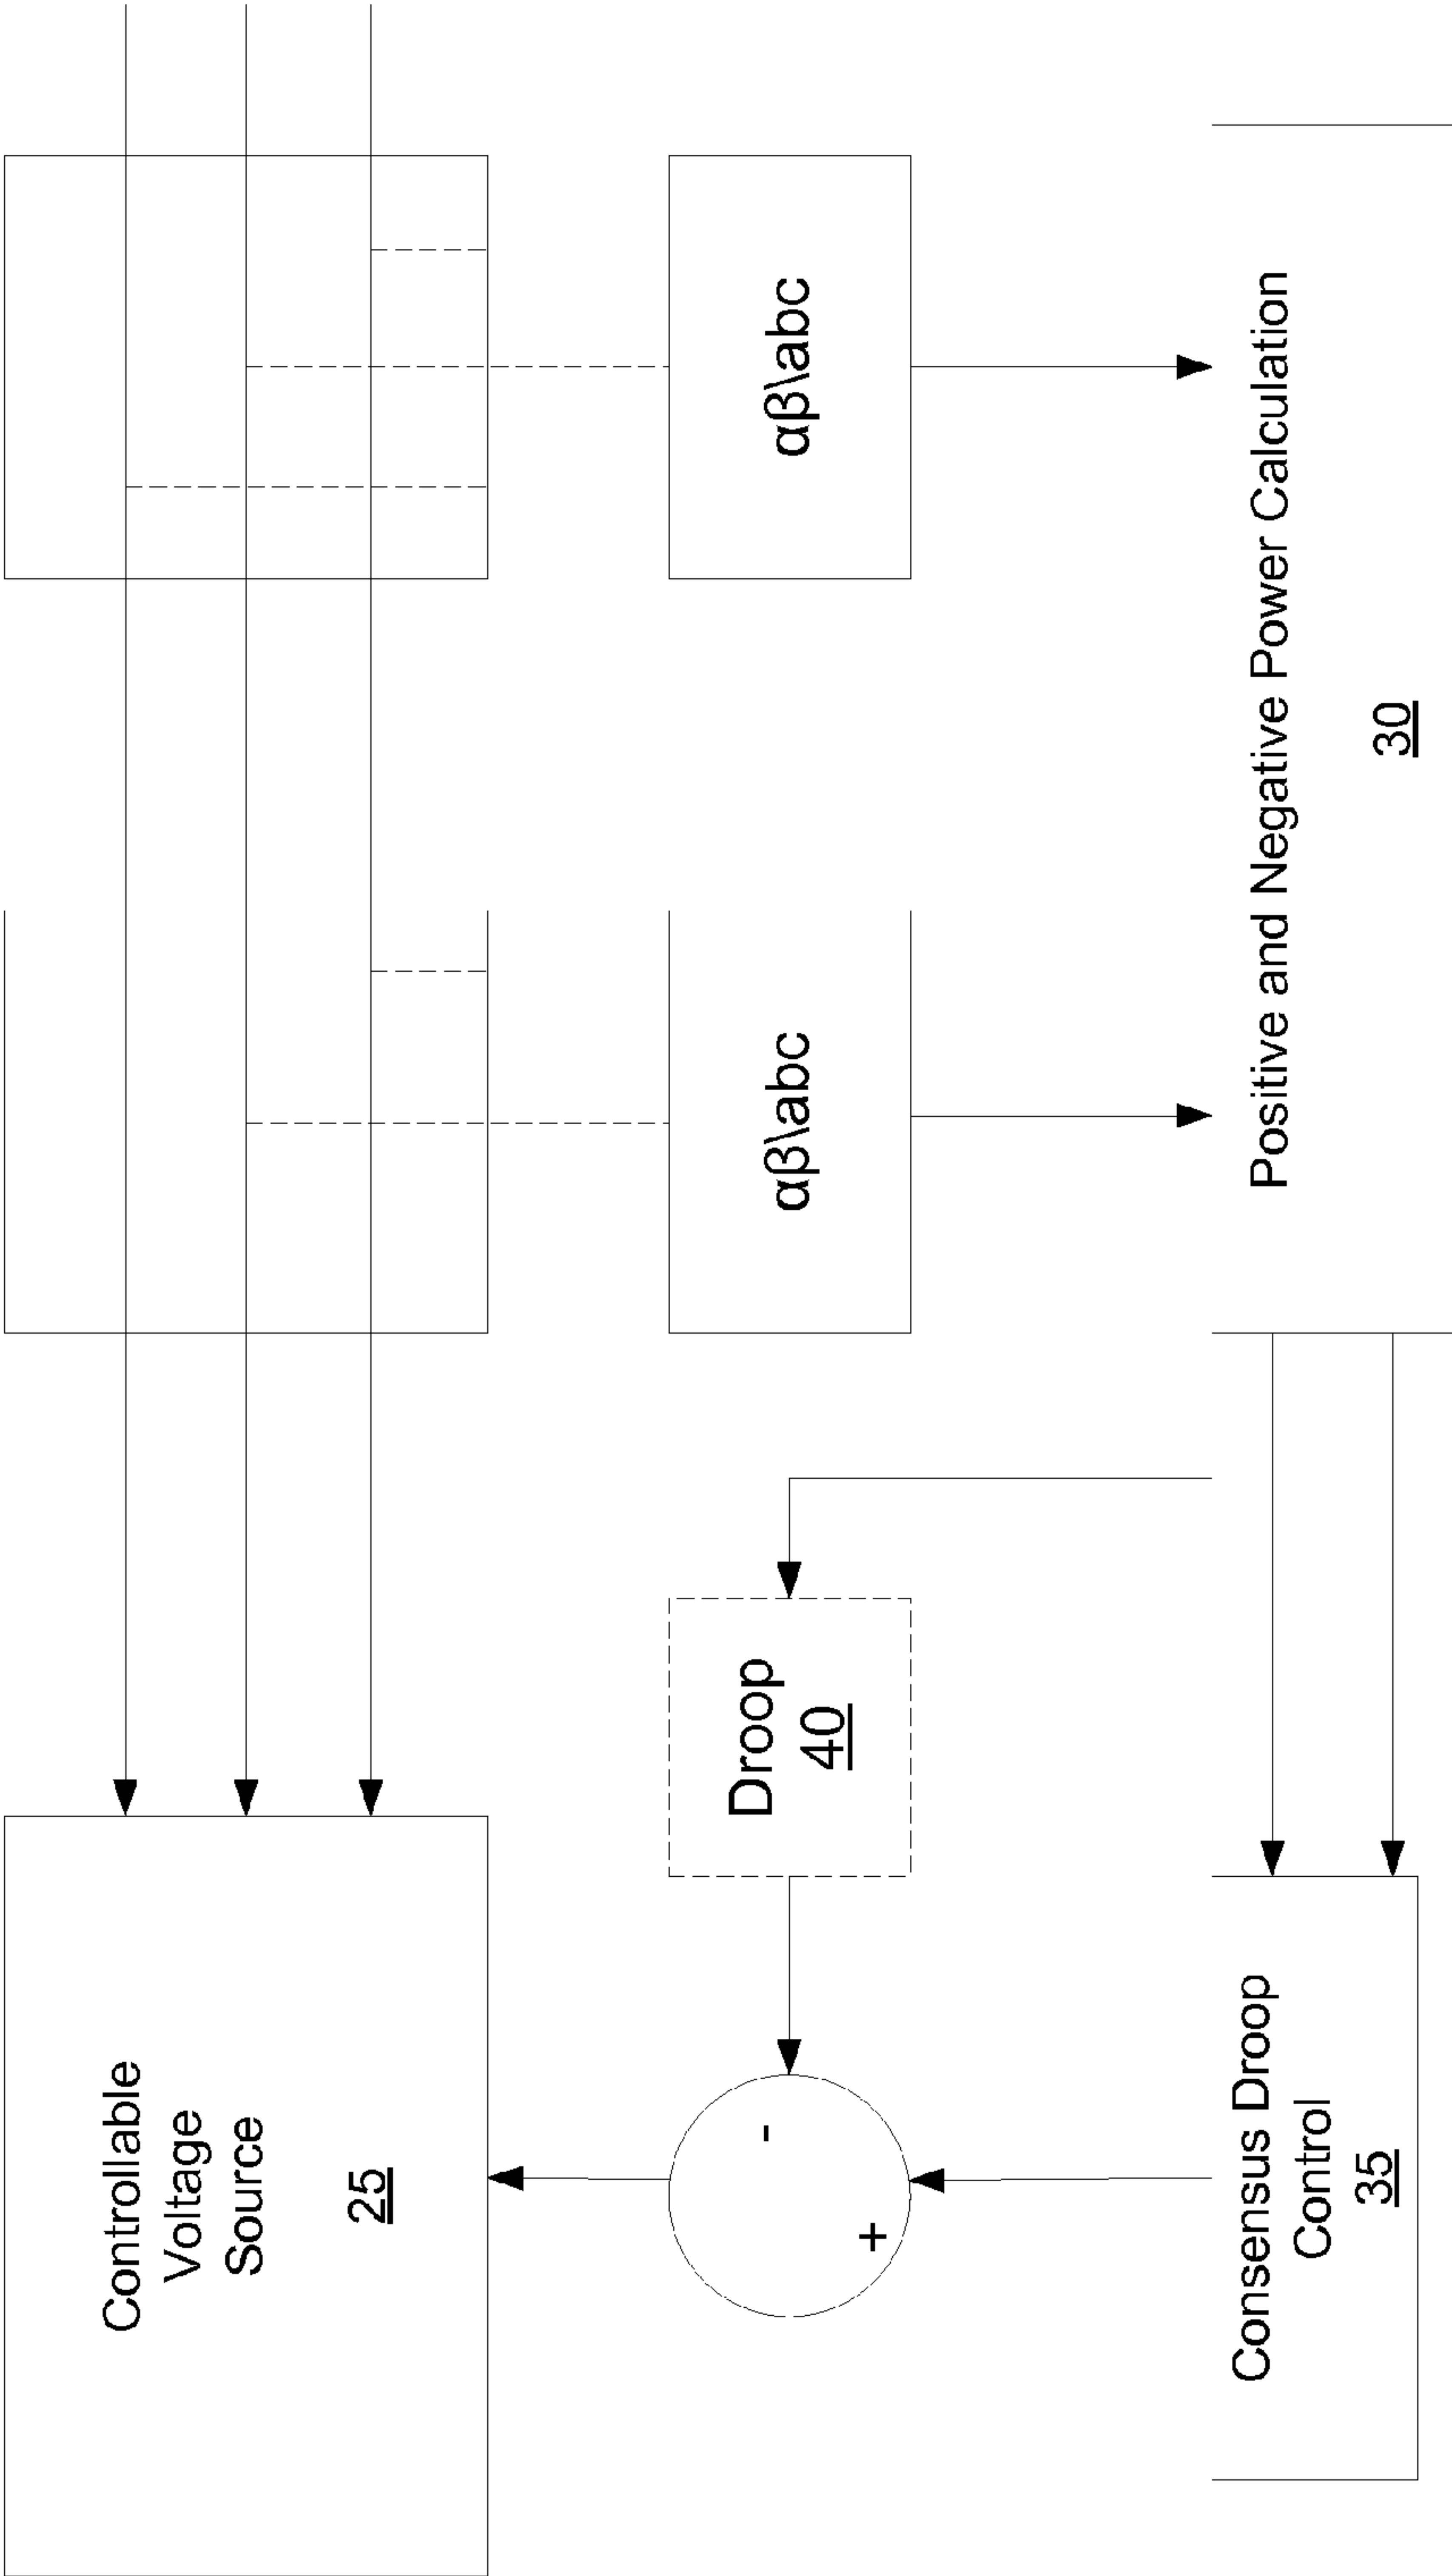 Controllable
Voltage
Source
25
αβ\abc
αβ\abc
Droop
40
-
+
Positive and Negative Power Calculation
30
Consensus Droop
Control
35